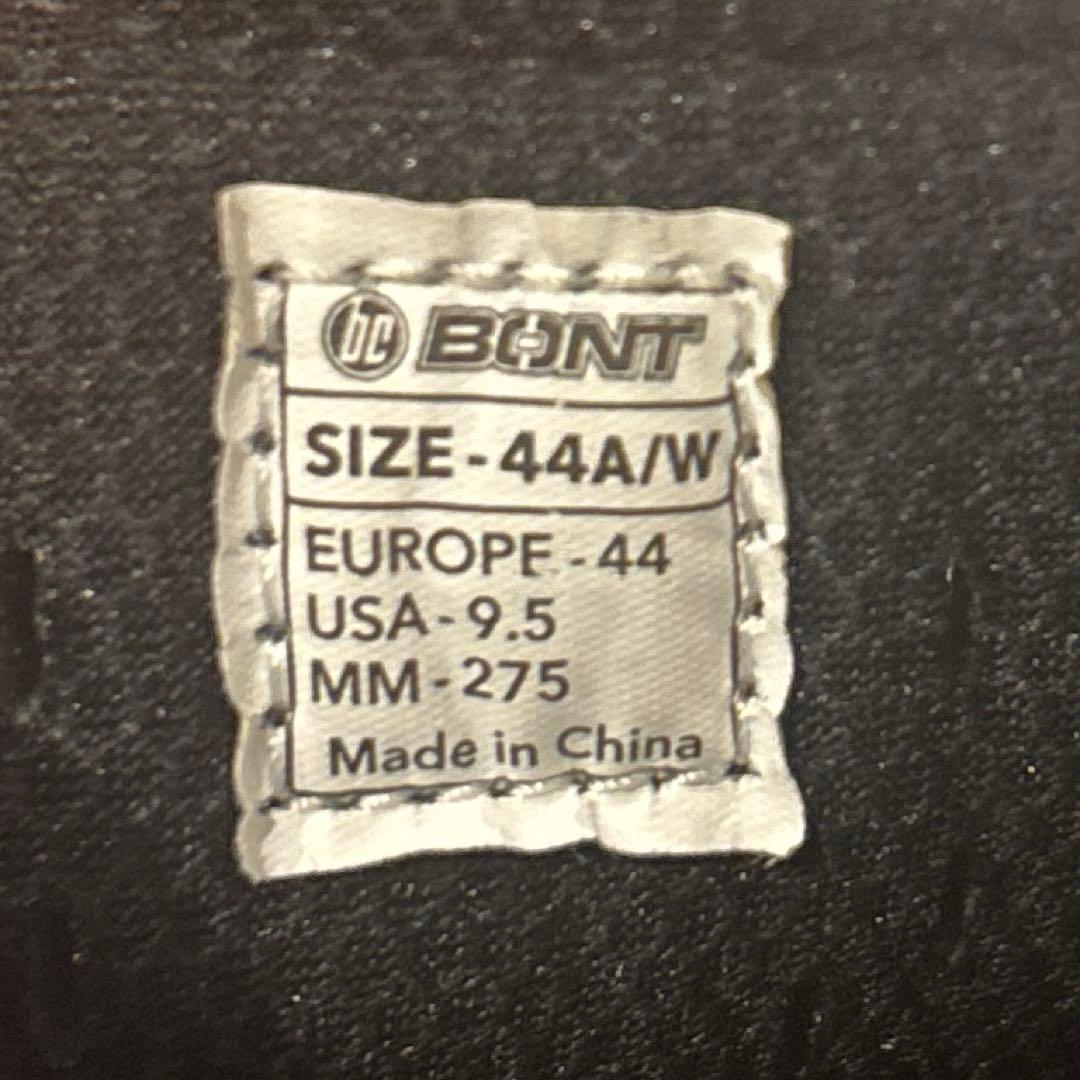 bc BONT
SIZE - 44A/W
EUROPE - 44
USA - 9.5
MM - 275
Made in China